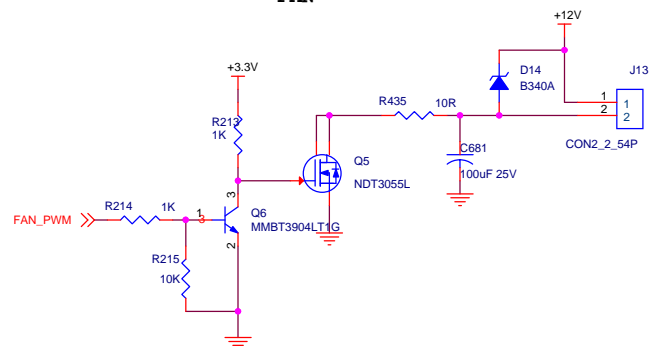 +12V
+3.3V
D14
B340A
J13
R435
10R
1
1
2
2
R213
1K
C681
CON2_2_54P
Q5
100uF 25V
NDT3055L
3
R214
1K
Q6
FAN_PWM
1
3
MMBT3904LT1G
2
R215
10K